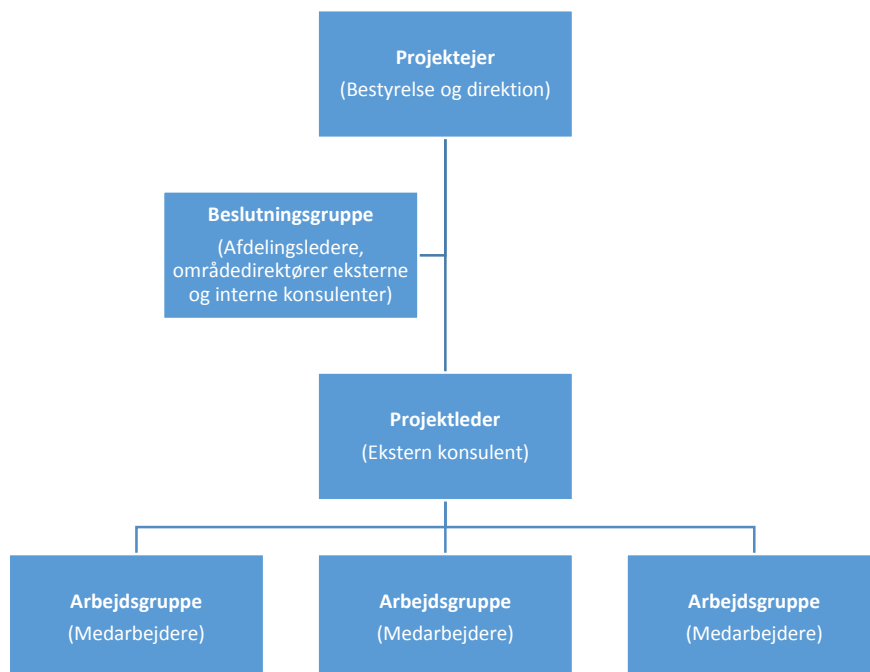 Projektejer
(Bestyrelse og direktion)
Beslutningsgruppe
(Afdelingsledere,
områdedirektører eksterne
og interne konsulenter)
Projektleder
(Ekstern konsulent)
Arbejdsgruppe
(Medarbejdere)
Arbejdsgruppe
(Medarbejdere)
Arbejdsgruppe
(Medarbejdere)